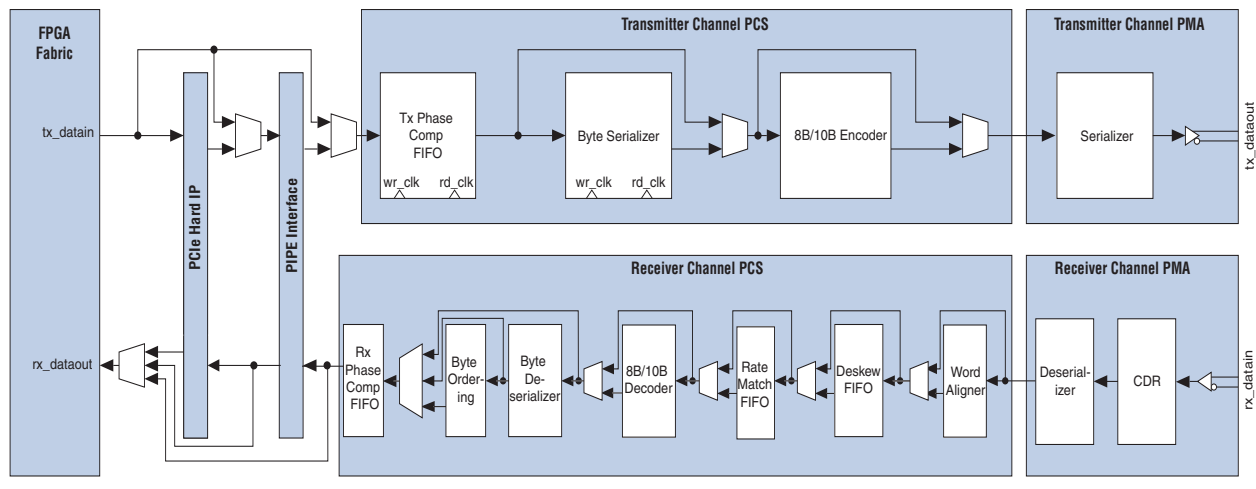 FPGA
Fabric
Transmitter Channel PCS
Transmitter Channel PMA
tx_datain
Tx Phase
Comp
FIFO
wr_clk
rd_clk
Byte Serializer
wr_clk
rd_clk
8B/10B Encoder
Serializer
tx_dataout
PCIe Hard IP
PIPE Interface
Receiver Channel PCS
Receiver Channel PMA
rx_dataout
Rx
Phase
Comp
FIFO
Byte
Order-
ing
Byte
De-
serializer
8B/10B
Decoder
Rate
Match
FIFO
Deskew
FIFO
Word
Aligner
Deserial-
izer
CDR
rx_datain